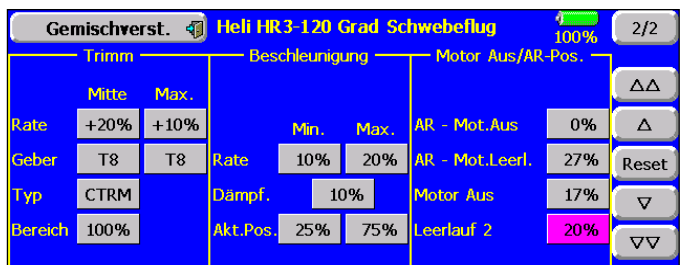 Gemischverst. Heli HR3-120 Grad Schwebeflug 100% 2/2
Trimm Beschleunigung Motor Aus/AR-Pos.
Mitte Max.
Rate +20% +10% Min. Max. AR - Mot.Aus 0%
Geber T8 T8 Rate 10% 20% AR - Mot.Leerl. 27% Reset
Typ CTRM Dämpf. 10% Motor Aus 17%
Bereich 100% Akt.Pos. 25% 75% Leerlauf 2 20%